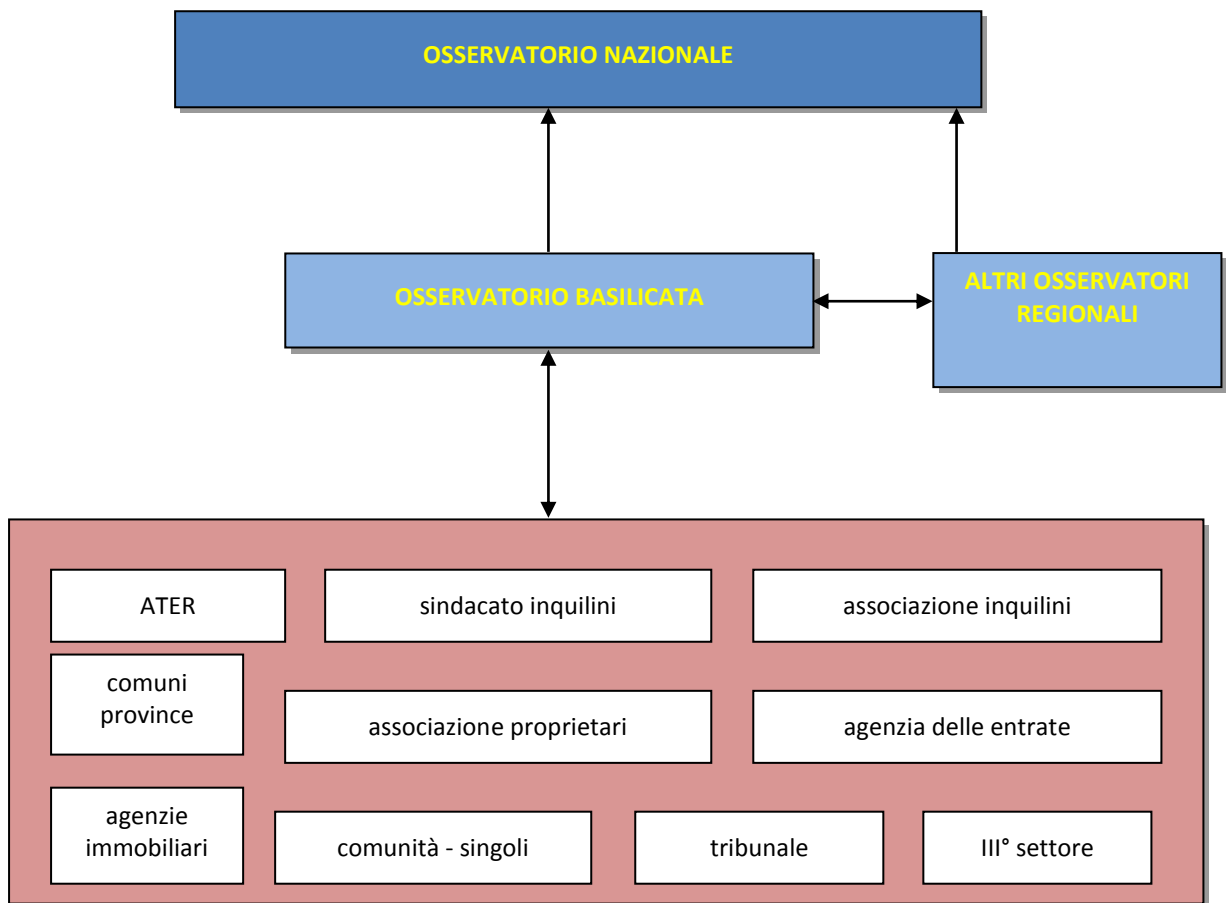 OSSERVATORIO NAZIONALE
OSSERVATORIO BASILICATA
ALTRI OSSERVATORI
REGIONALI
ATER
sindacato inquilini
associazione inquilini
comuni
province
associazione proprietari
agenzia delle entrate
agenzie
immobiliari
comunità - singoli
tribunale
III° settore